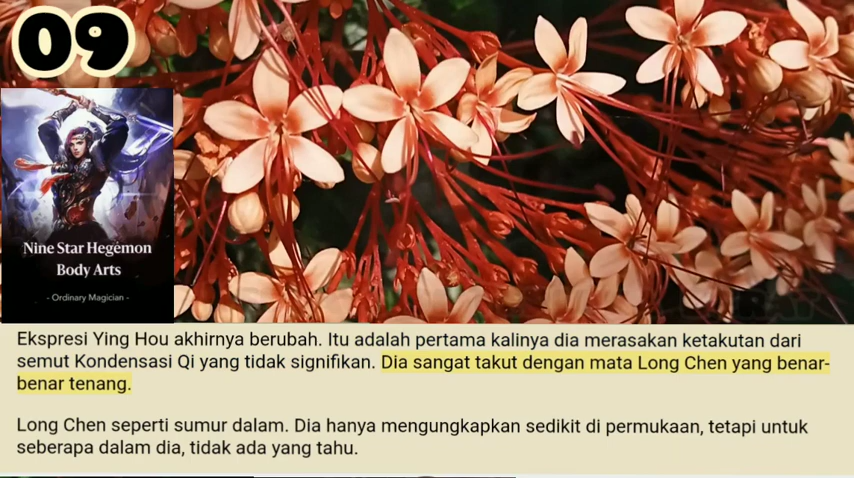 09
Nine Star Hegemon
Body Arts
- Ordinary Magician -
Ekspresi Ying Hou akhirnya berubah. Itu adalah pertama kalinya dia merasakan ketakutan dari
semut Kondensasi Qi yang tidak signifikan. Dia sangat takut dengan mata Long Chen yang benar-
benar tenang.
Long Chen seperti sumur dalam. Dia hanya mengungkapkan sedikit di permukaan, tetapi untuk
seberapa dalam dia, tidak ada yang tahu.